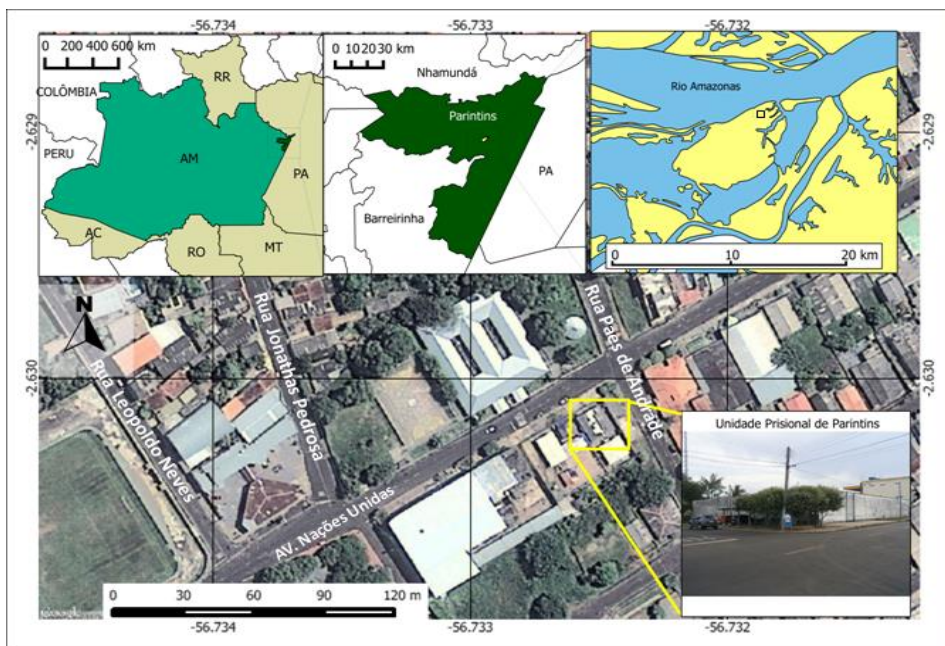 -56.734
-56.733
-56.732
0 200 400 600 km
RR
COLÔMBIA
PERU
AM
PA
AC
RO
MT
0 10 20 30 km
Nhamundá
Parintins
PA
Barreirinha
Rio Amazonas
0 10 20 km
-2.629
-2.629
N
Rua Leopoldo Neves
Rua Jonathas Pedrosa
Rua Paes de Andrade
AV. Nações Unidas
-2.630
-2.630
Unidade Prisional de Parintins
0 30 60 90 120 m
Google
-56.734
-56.733
-56.732